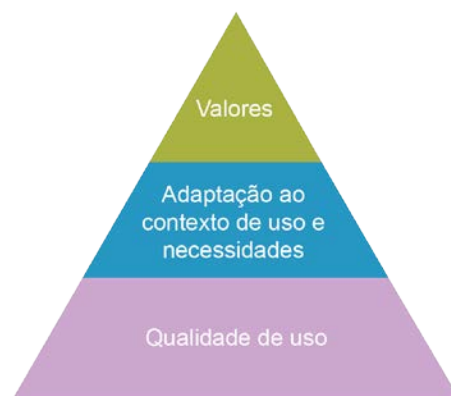 Valores
Adaptação ao
contexto de uso e
necessidades
Qualidade de uso